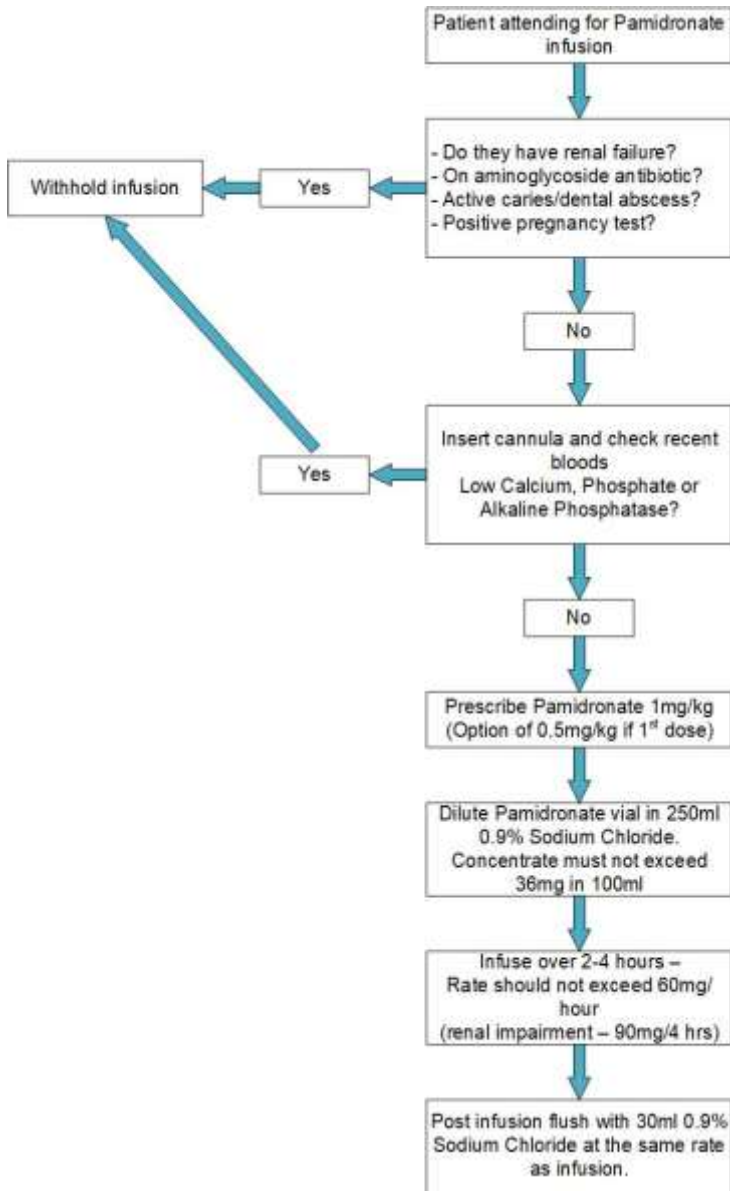 Patient attending for Pamidronate
infusion
- Do they have renal failure?
- On aminoglycoside antibiotic?
- Active caries/dental abscess?
- Positive pregnancy test?
Yes
Withhold infusion
No
Insert cannula and check recent
bloods
Low Calcium, Phosphate or
Alkaline Phosphatase?
Yes
No
Prescribe Pamidronate 1mg/kg
(Option of 0.5mg/kg if 1st dose)
Dilute Pamidronate vial in 250ml
0.9% Sodium Chloride.
Concentrate must not exceed
36mg in 100ml
Infuse over 2-4 hours –
Rate should not exceed 60mg/
hour
(renal impairment – 90mg/4 hrs)
Post infusion flush with 30ml 0.9%
Sodium Chloride at the same rate
as infusion.